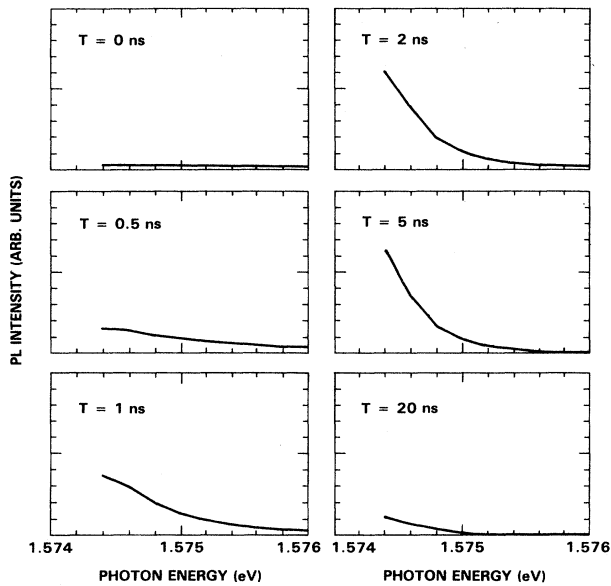 T = 0 ns
T = 2 ns
T = 0.5 ns
T = 5 ns
T = 1 ns
T = 20 ns
PL INTENSITY (ARB. UNITS)
1.574 1.575 1.576
1.574 1.575 1.576
PHOTON ENERGY (eV)
PHOTON ENERGY (eV)